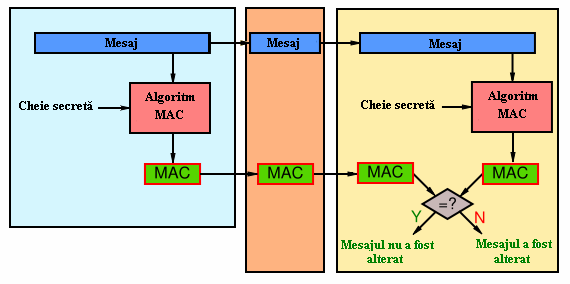 Mesaj
Mesaj
Mesaj
Cheie secretă
Algoritm
MAC
Cheie secretă
Algoritm
MAC
MAC
MAC
MAC
MAC
=?
Y
N
Mesajul nu a fost
alterat
Mesajul a fost
alterat